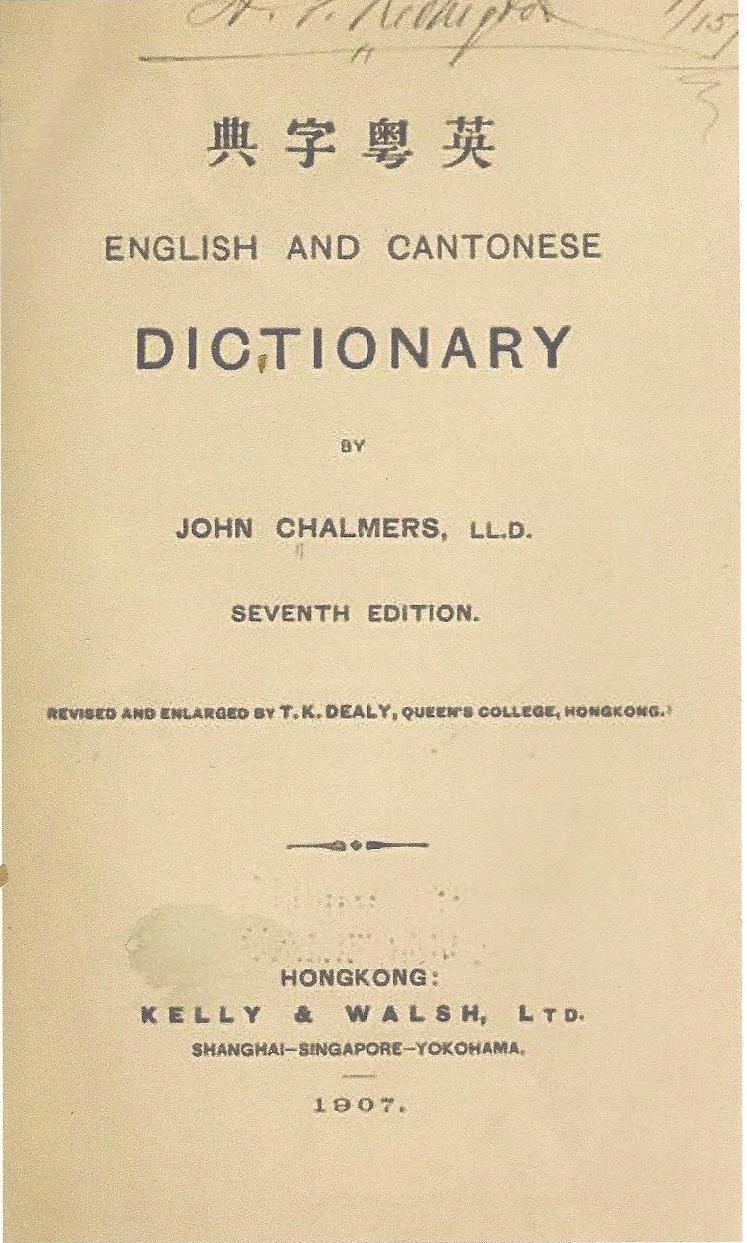 英粵字典
ENGLISH AND CANTONESE
DICTIONARY
BY
JOHN CHALMERS, LL.D.
SEVENTH EDITION.
REVISED AND ENLARGED BY T. K. DEALY, QUEEN'S COLLEGE, HONGKONG.
HONGKONG:
KELLY & WALSH, LTD.
SHANGHAI—SINGAPORE—YOKOHAMA.
1907.